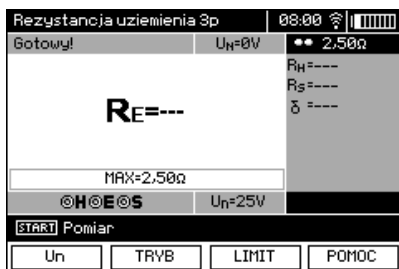 Rezystancja uziemienia 3p 08:00
Gotowy! UN=0V 2,50Ω
RH=---
RS=---
δ =---
RE=---
MAX=2,50Ω
H E S Un=25V
START Pomiar
Un TRYB LIMIT POMOC